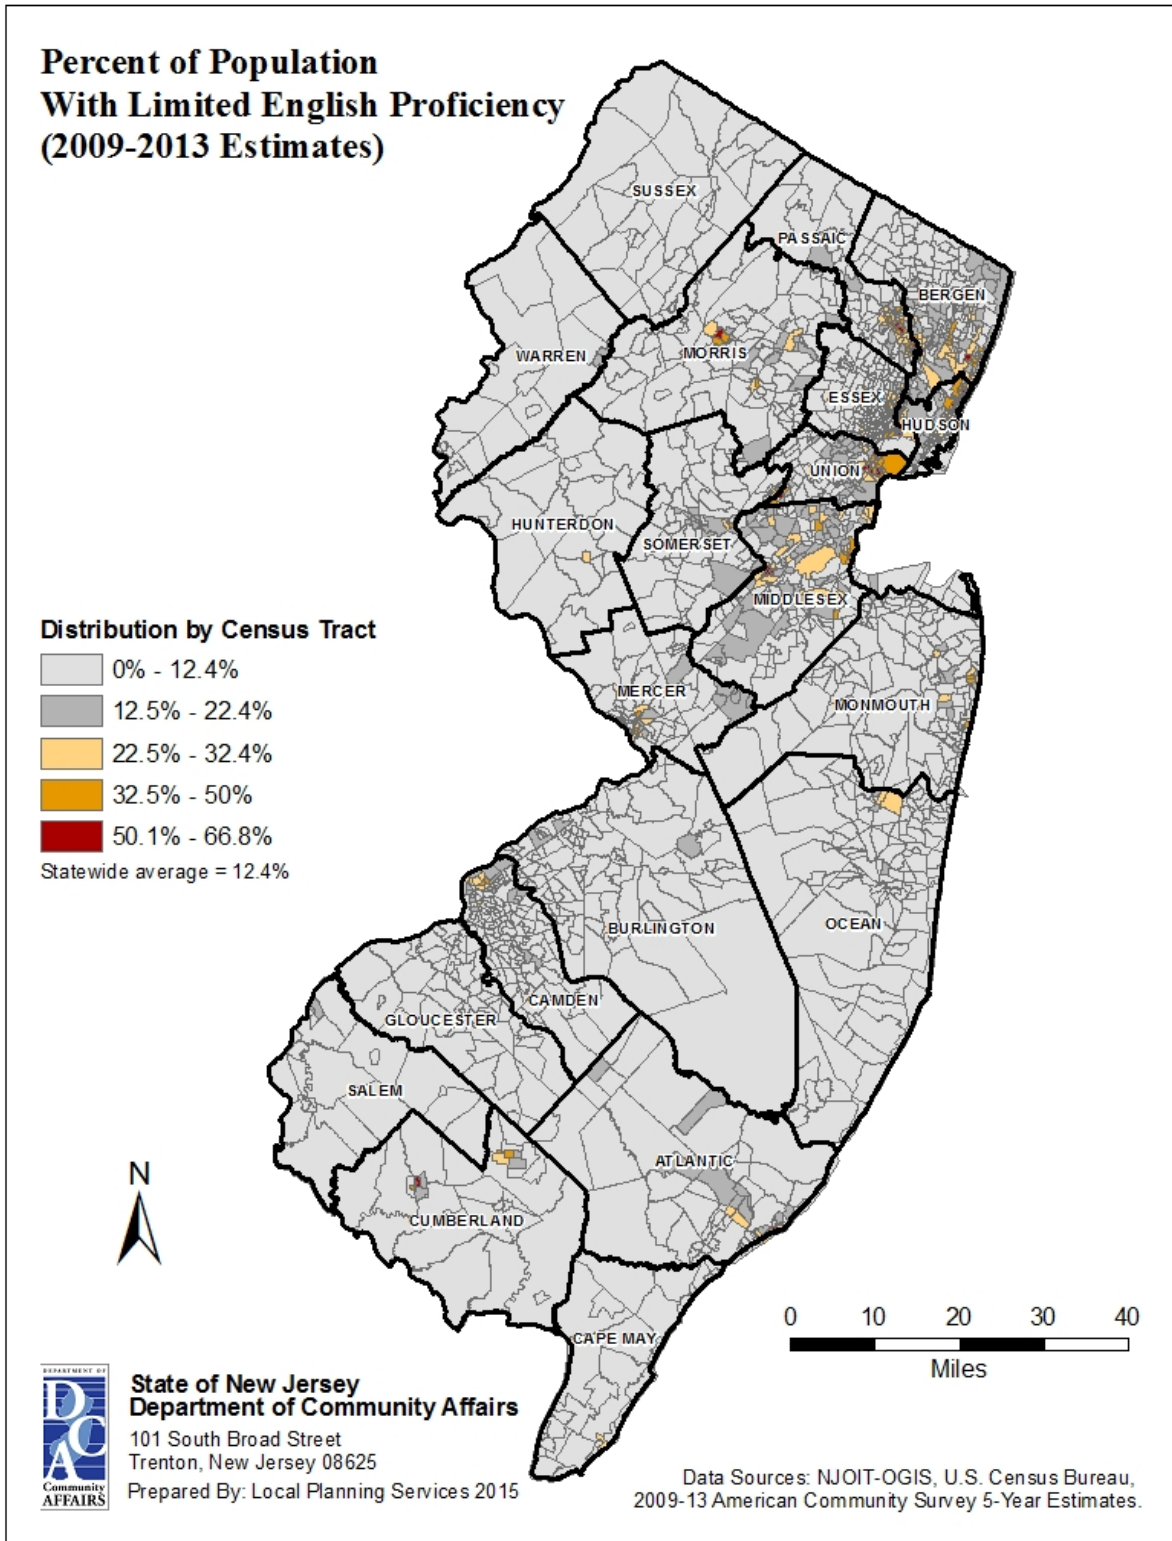 Percent of Population
With Limited English Proficiency
(2009-2013 Estimates)
SUSSEX
PASSAIC
BERGEN
WARREN
MORRIS
ESSEX
HUDSON
UNION
HUNTERDON
SOMERSET
MIDDLESEX
MERCER
MONMOUTH
Distribution by Census Tract
0% - 12.4%
12.5% - 22.4%
22.5% - 32.4%
32.5% - 50%
50.1% - 66.8%
Statewide average = 12.4%
OCEAN
BURLINGTON
CAMDEN
GLOUCESTER
SALEM
ATLANTIC
CUMBERLAND
CAPE MAY
N
0 10 20 30 40
Miles
DEPARTMENT OF
DCA
Community
AFFAIRS
State of New Jersey
Department of Community Affairs
101 South Broad Street
Trenton, New Jersey 08625
Prepared By: Local Planning Services 2015
Data Sources: NJOIT-OGIS, U.S. Census Bureau,
2009-13 American Community Survey 5-Year Estimates.